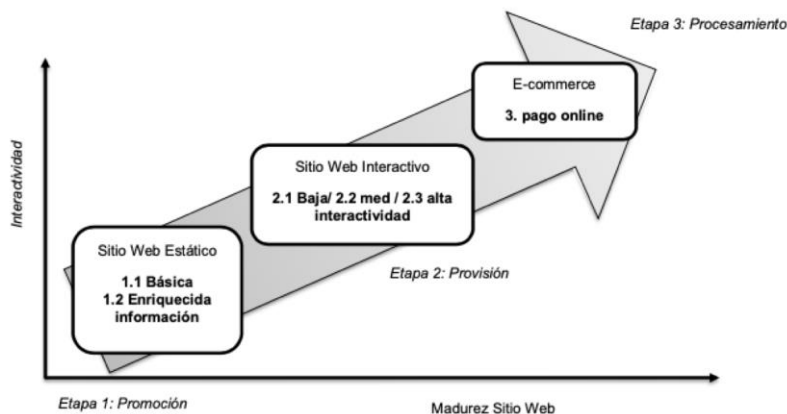 Etapa 3: Procesamiento
E-commerce
3. pago online
Interactividad
Sitio Web Interactivo
2.1 Baja/ 2.2 med / 2.3 alta
interactividad
Sitio Web Estático
1.1 Básica
1.2 Enriquecida
información
Etapa 2: Provisión
Etapa 1: Promoción
Madurez Sitio Web